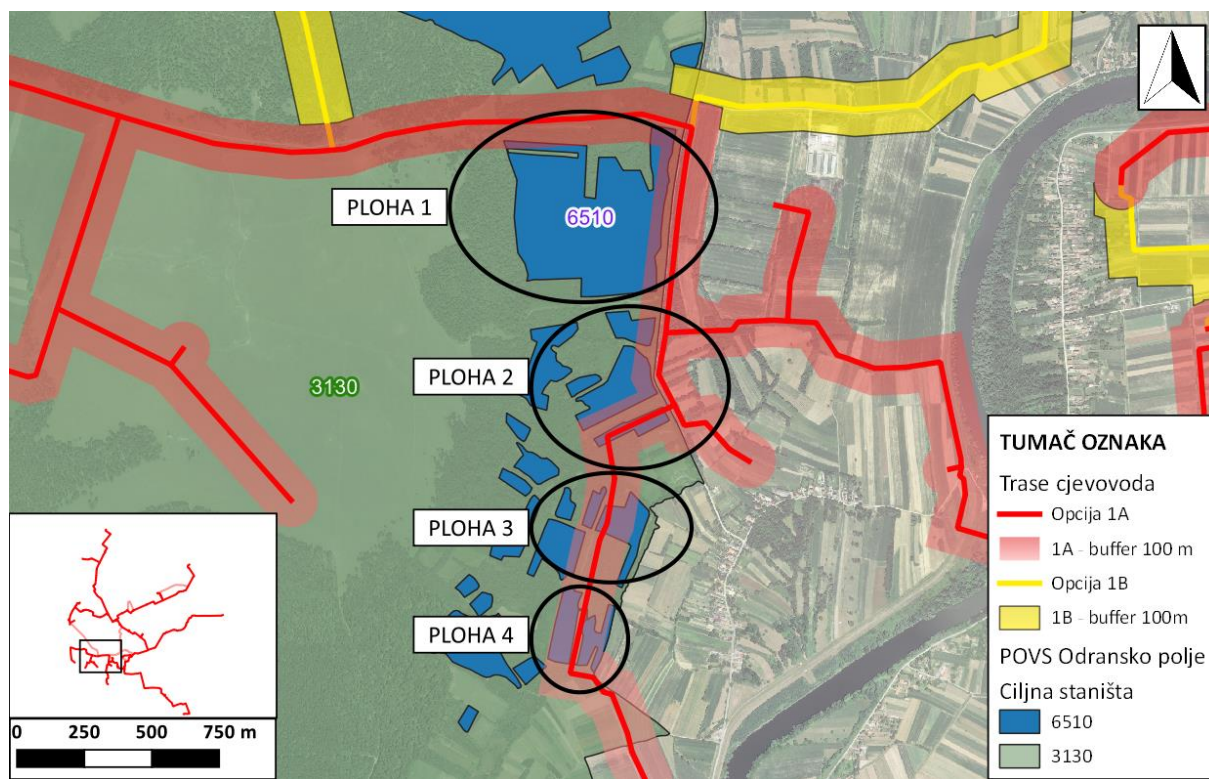 PLOHA 1
6510
PLOHA 2
3130
PLOHA 3
PLOHA 4
0 250 500 750 m
TUMAČ OZNAKA
Trase cjevovoda
Opcija 1A
1A - buffer 100 m
Opcija 1B
1B - buffer 100m
POVS Odransko polje
Ciljna staništa
6510
3130